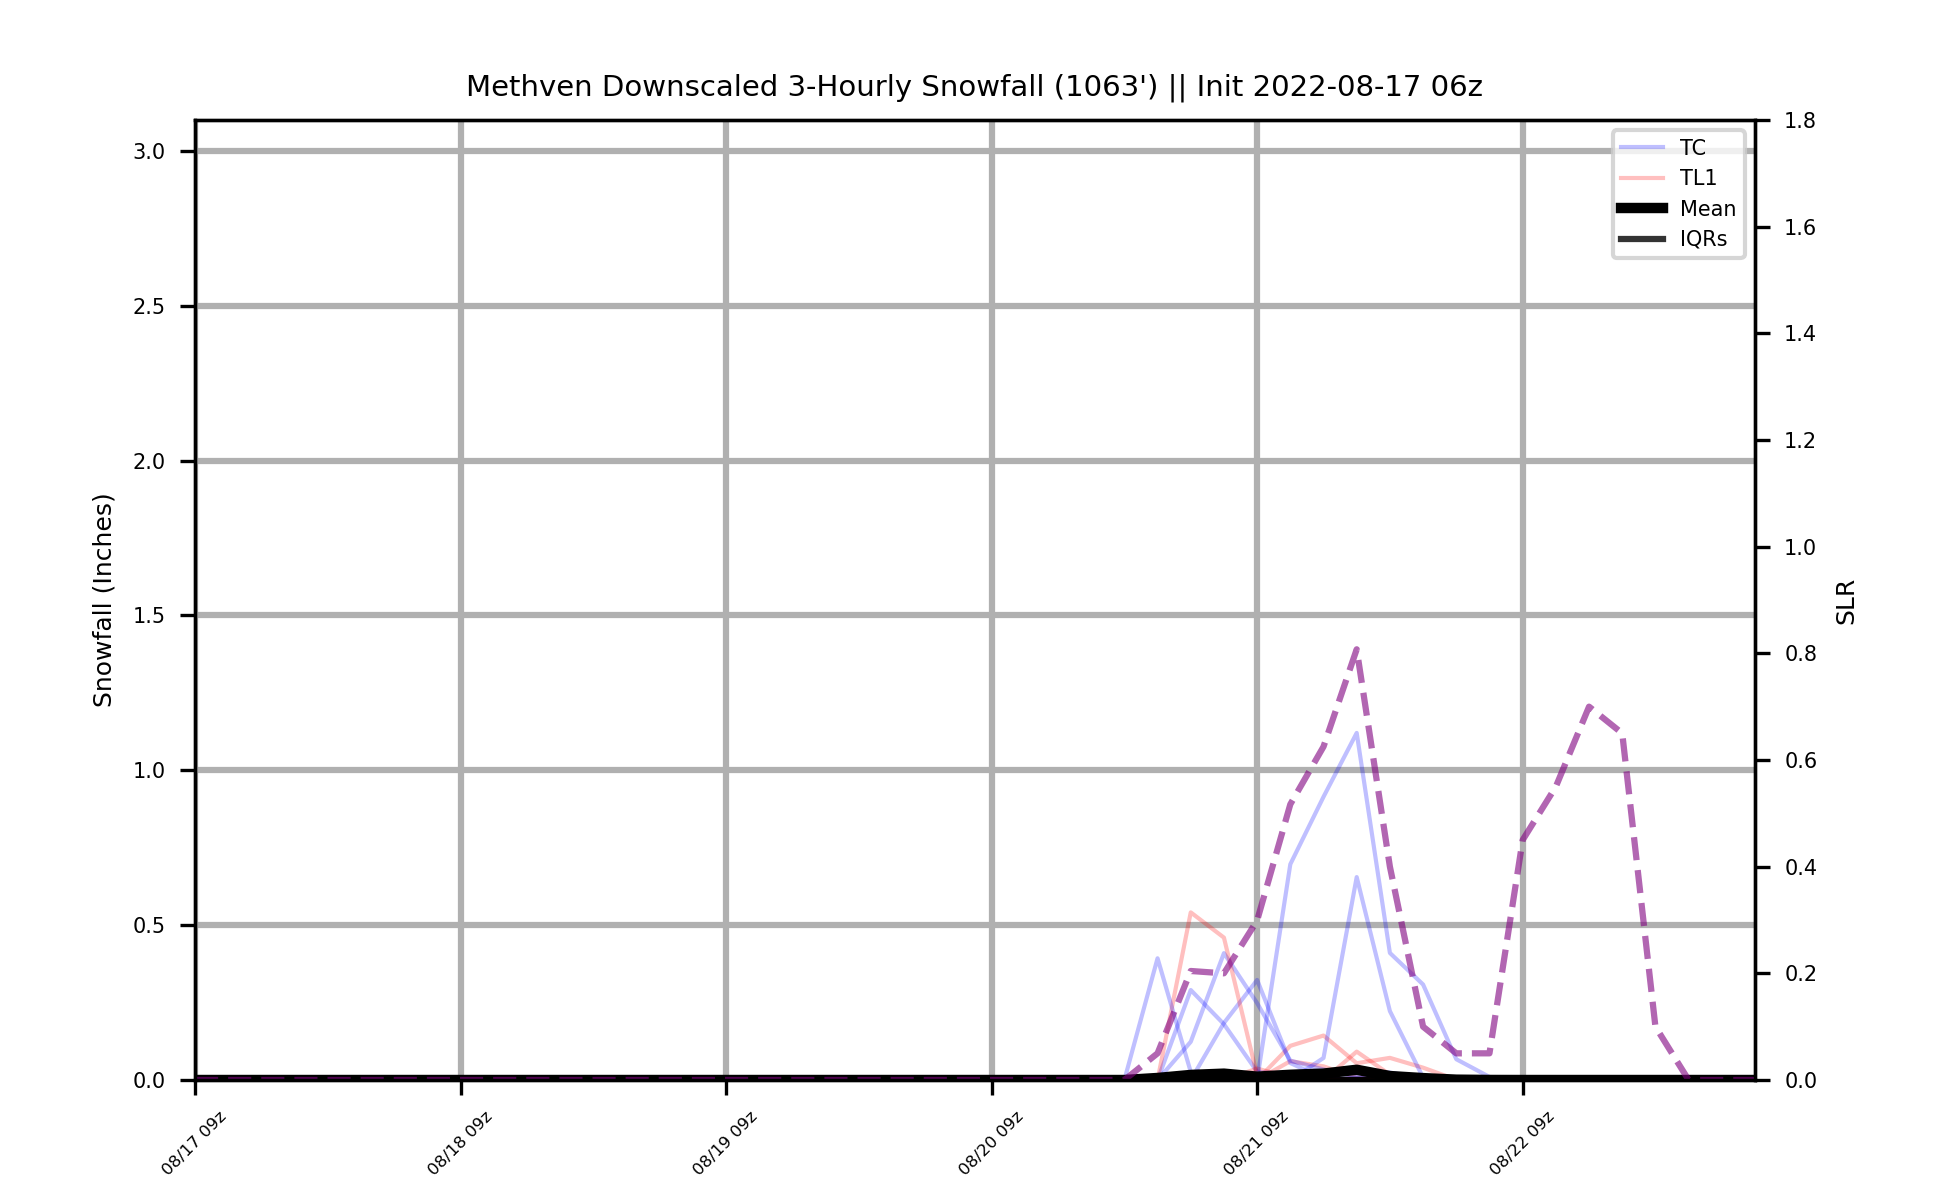 Methven Downscaled 3-Hourly Snowfall (1063') || Init 2022-08-17 06z
TC
TL1
Mean
IQRs
3.0
2.5
2.0
1.5
1.0
0.5
0.0
Snowfall (Inches)
1.8
1.6
1.4
1.2
1.0
0.8
0.6
0.4
0.2
0.0
SLR
08/17 09z
08/18 09z
08/19 09z
08/20 09z
08/21 09z
08/22 09z